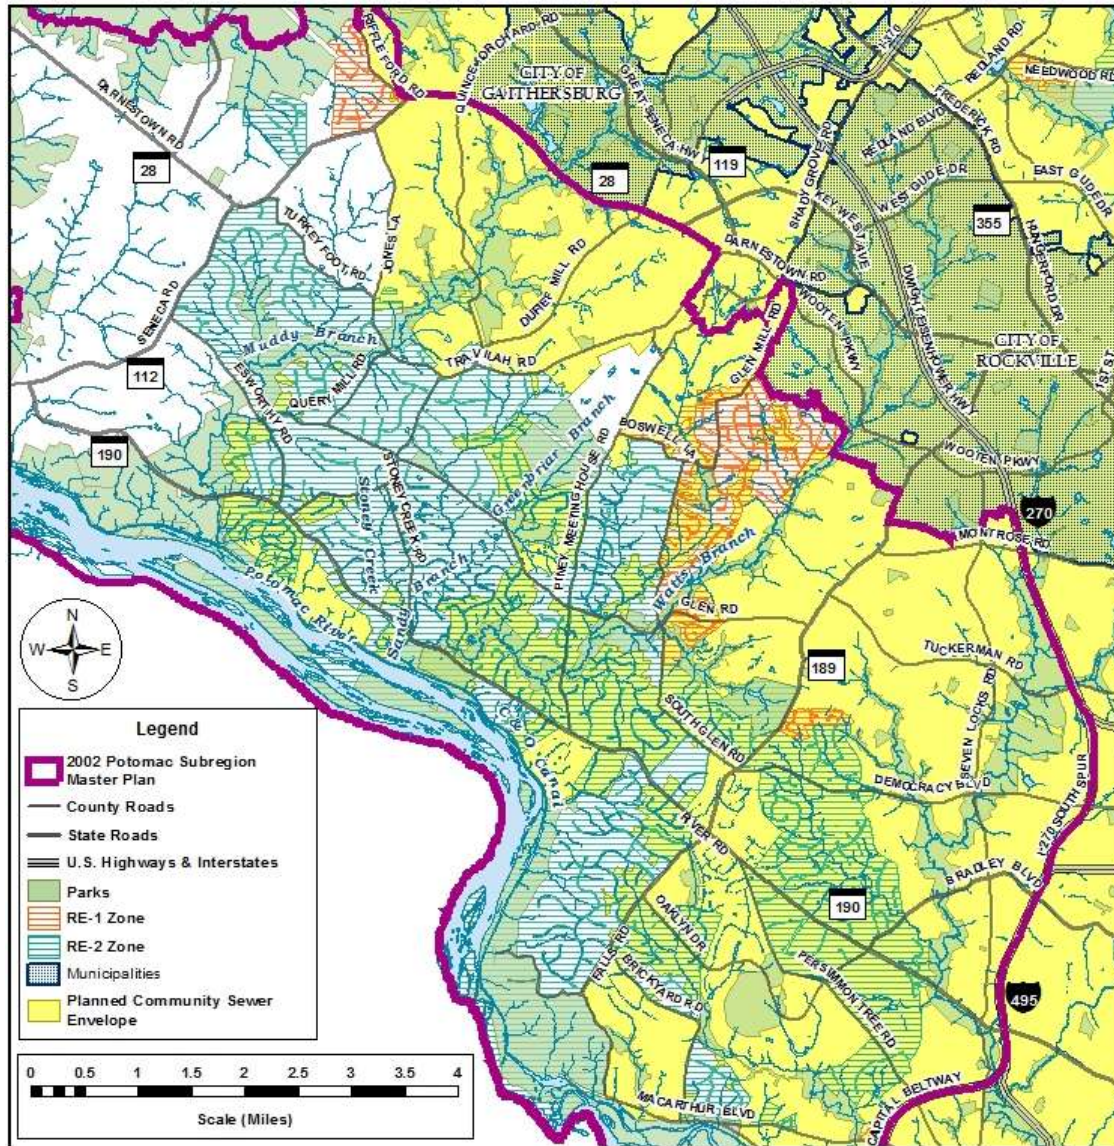 RIFFLE FORD RD
QUINCE ORCHARD RD
CITY OF
GAITHERSBURG
GREAT SENECA HW
I-370
REDLAND RD
NEEDWOOD RD
DARNESTOWN RD
28
28
119
SHADY GROVE RD
REDLAND BLVD
FREDERICK RD
WEST GUDE DR
EAST GUDE DR
KEY WEST AVE
355
HUNGERFORD DR
TURKEY FOOT RD
JONES LA
DUFIEF MILL RD
DARNESTOWN RD
DWIGHT EISENHOWER HWY
WOOTEN PKWY
CITY OF
ROCKVILLE
1ST ST
SENECA RD
112
Muddy Branch
TRAVILAH RD
GLEN MILL RD
QUERY MILL RD
ESWORTHY RD
190
BOSWELL LA
Greenbriar Branch
PINEY MEETING HOUSE RD
STONEY CREEK RD
Stoney Creek
Sandy Branch
Watts Branch
WOOTEN PKWY
270
MONTROSE RD
Potomac River
GLEN RD
189
TUCKERMAN RD
SEVEN LOCKS RD
N
W
E
S
C & O Canal
SOUTH GLEN RD
DEMOCRACY BLVD
I-270 SOUTH SPUR
RIVER RD
BRADLEY BLVD
190
OAKLYN DR
FALLS RD
BRICKYARD RD
PERSIMMON TREE RD
495
MACARTHUR BLVD
CAPITAL BELTWAY
Legend
2002 Potomac Subregion
Master Plan
County Roads
State Roads
U.S. Highways & Interstates
Parks
RE-1 Zone
RE-2 Zone
Municipalities
Planned Community Sewer
Envelope
0 0.5 1 1.5 2 2.5 3 3.5 4
Scale (Miles)